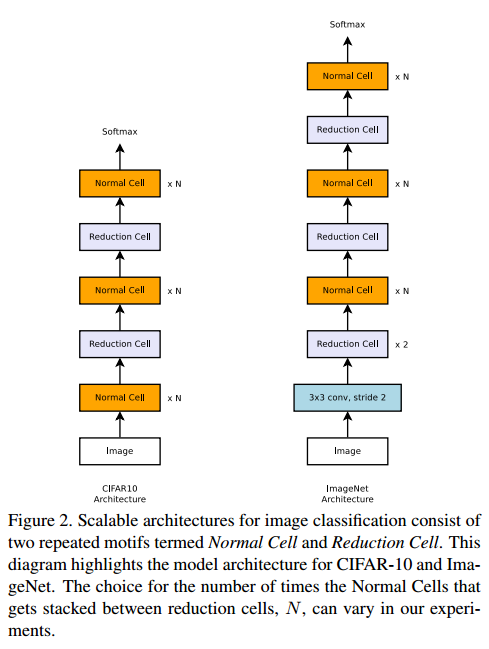 Softmax
Normal Cell
x N
Reduction Cell
Normal Cell
x N
Reduction Cell
Normal Cell
x N
Image
CIFAR10
Architecture
Softmax
Normal Cell
x N
Reduction Cell
Normal Cell
x N
Reduction Cell
Normal Cell
x N
Reduction Cell
x 2
3x3 conv, stride 2
Image
ImageNet
Architecture
Figure 2. Scalable architectures for image classification consist of
two repeated motifs termed Normal Cell and Reduction Cell. This
diagram highlights the model architecture for CIFAR-10 and Ima-
geNet. The choice for the number of times the Normal Cells that
gets stacked between reduction cells, N, can vary in our experi-
ments.